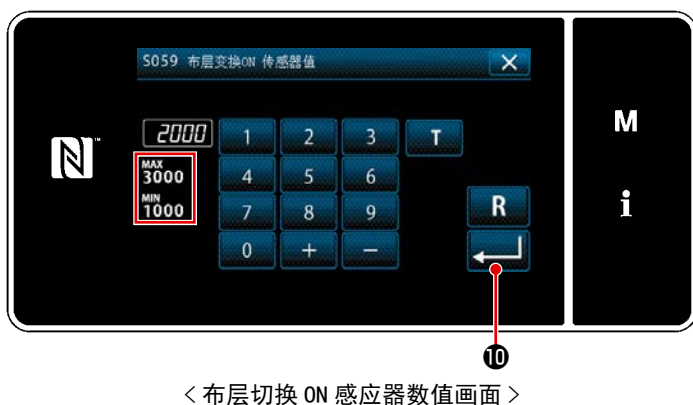 S059 布层变换ON 传感器值
2000
1 2 3 T
MAX
3000
4 5 6
MIN
1000
7 8 9 R
0 + −
M
i
❿
<布层切换 ON 感应器数值画面>